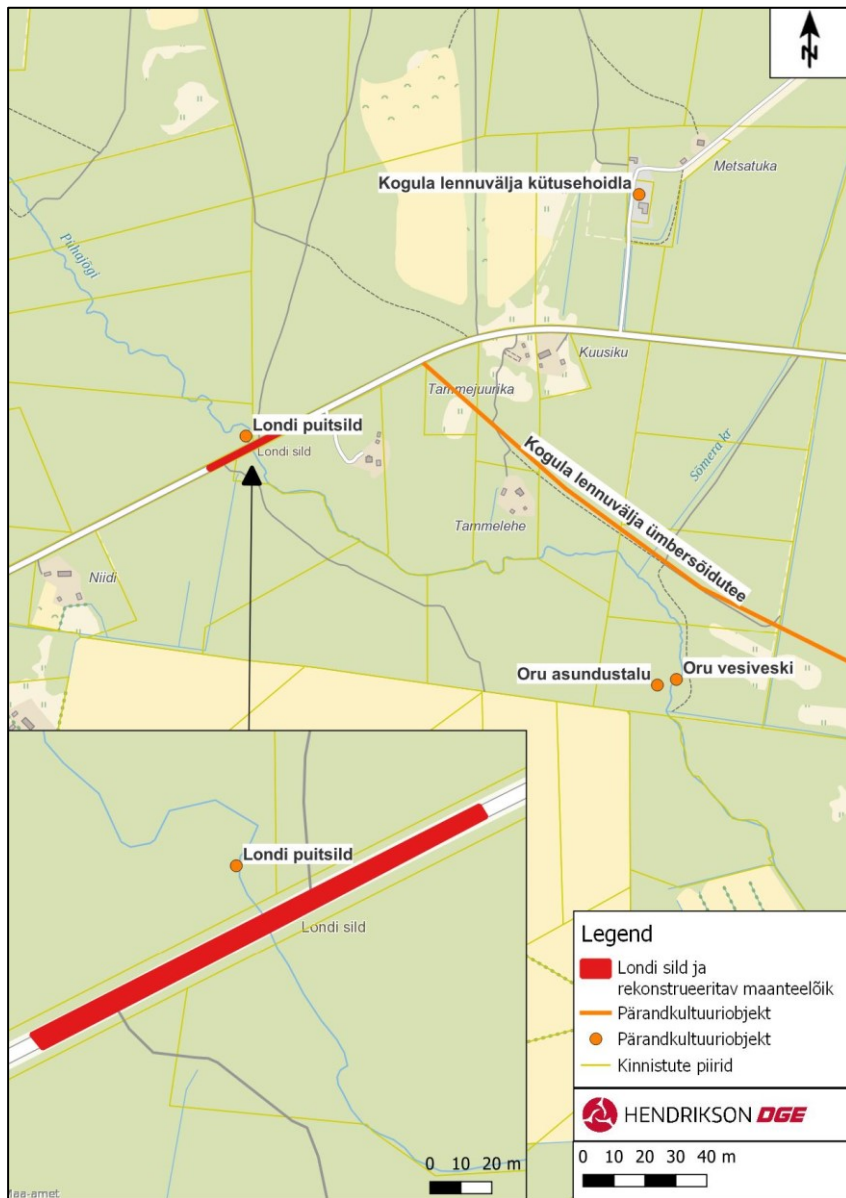 N
Metsatuka
Kogula lennuvälja kütusehoidla
Pühajõgi
Kuusiku
Tammejuurika
Londi puitsild
Londi sild
Sõmera kr
Kogula lennuvälja ümbersõidutee
Tammelehe
Niidi
Oru asundustalu
Oru vesiveski
Londi puitsild
Londi sild
Legend
Londi sild ja
rekonstrueeritav maanteelõik
Pärandkultuuriobjekt
Pärandkultuuriobjekt
Kinnistute piirid
HENDRIKSON DGE
0 10 20 m
0 10 20 30 40 m
Maa-amet